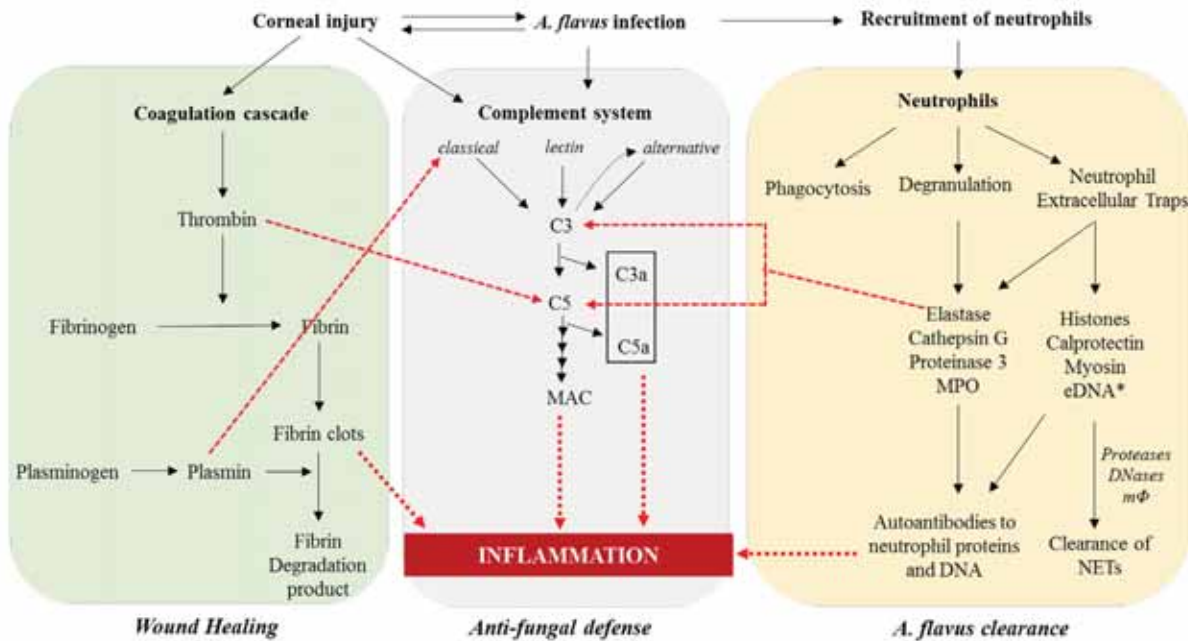 Corneal injury
A. flavus infection
Recruitment of neutrophils
Coagulation cascade
Thrombin
Fibrinogen
Fibrin
Fibrin clots
Plasminogen
Plasmin
Fibrin
Degradation
product
Wound Healing
Complement system
classical
lectin
alternative
C3
C3a
C5
C5a
MAC
INFLAMMATION
Anti-fungal defense
Neutrophils
Phagocytosis
Degranulation
Neutrophil
Extracellular Traps
Elastase
Cathepsin G
Proteinase 3
MPO
Histones
Calprotectin
Myosin
eDNA*
Proteases
DNases
mΦ
Autoantibodies to
neutrophil proteins
and DNA
Clearance of
NETs
A. flavus clearance